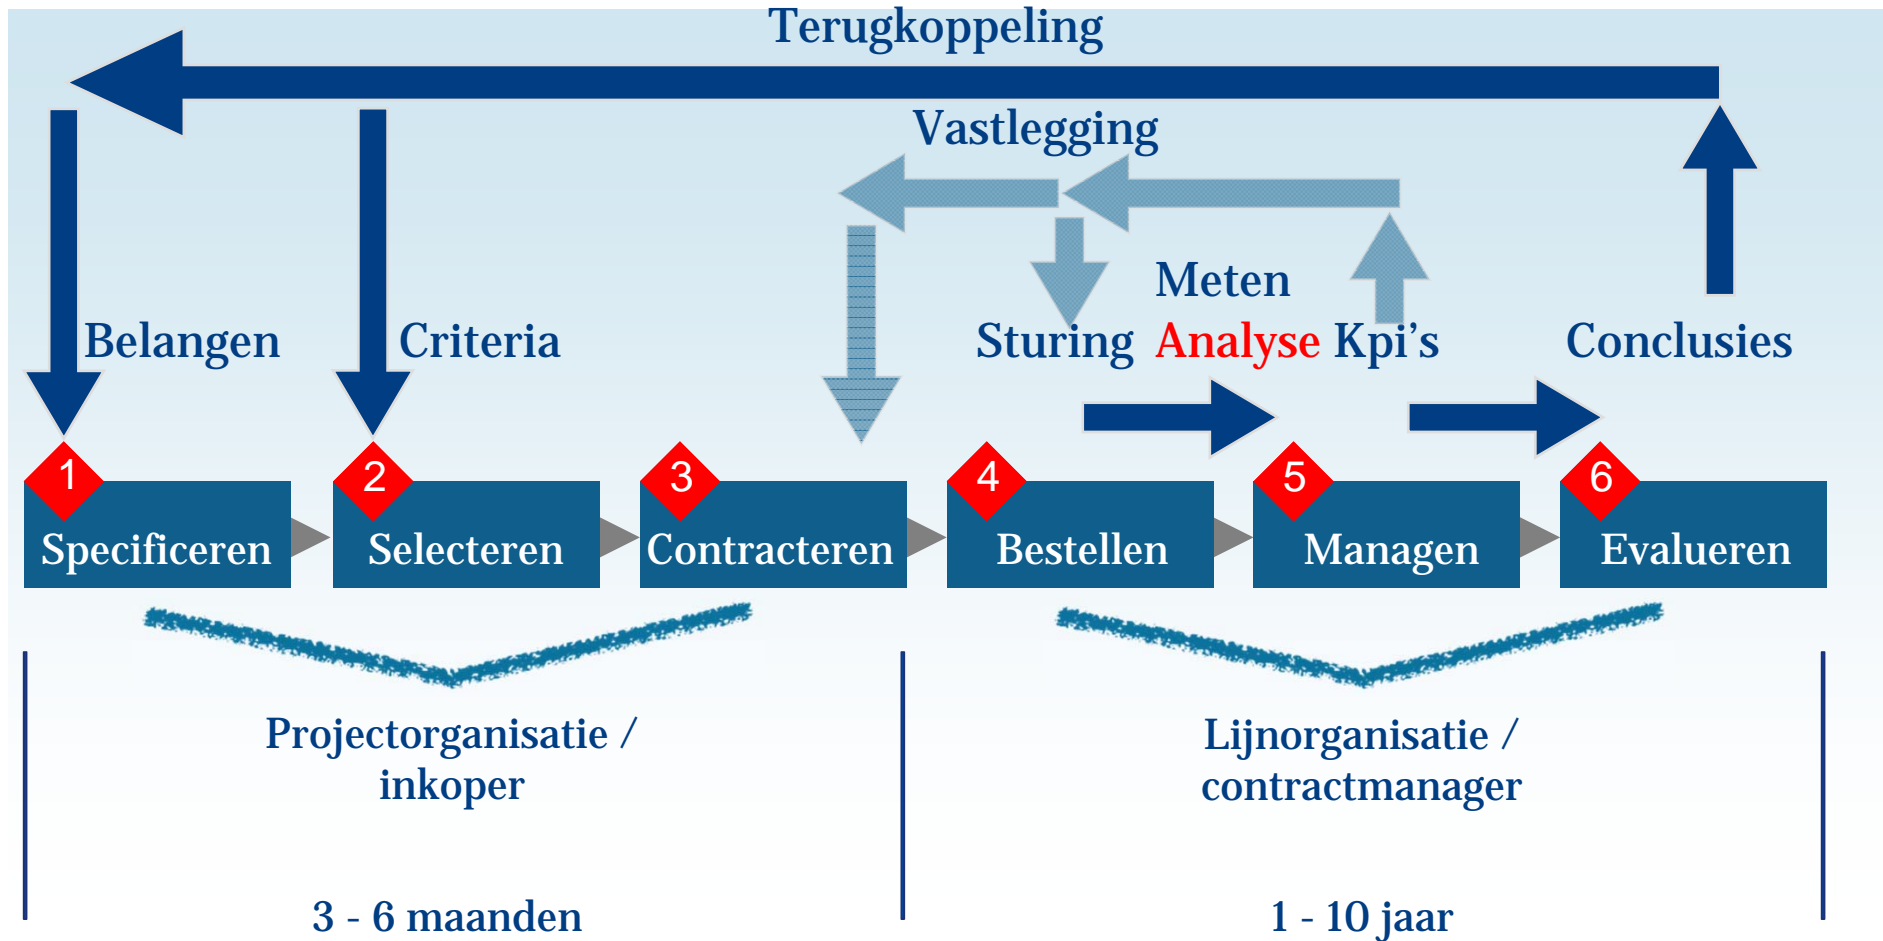 Terugkoppeling
Vastlegging
Meten
Belangen
Criteria
Sturing Analyse Kpi's
Conclusies
1
2
3
4
5
6
Specificeren
Selecteren
Contracteren
Bestellen
Managen
Evalueren
Projectorganisatie /
inkoper
Lijnorganisatie /
contractmanager
3 - 6 maanden
1 - 10 jaar